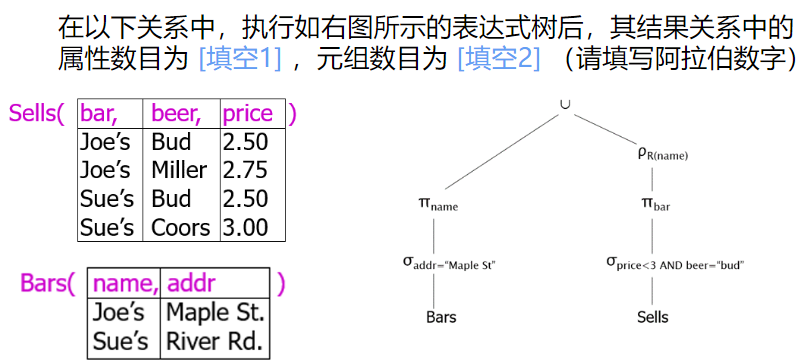 在以下关系中，执行如右图所示的表达式树后，其结果关系中的
属性数目为 [填空1] ，元组数目为 [填空2] （请填写阿拉伯数字）
Sells( bar, beer, price )
Joe's Bud 2.50
Joe's Miller 2.75
Sue's Bud 2.50
Sue's Coors 3.00
Bars( name, addr )
Joe's Maple St.
Sue's River Rd.
∪
ρR(name)
πname πbar
σaddr="Maple St" σprice<3 AND beer="bud"
Bars Sells